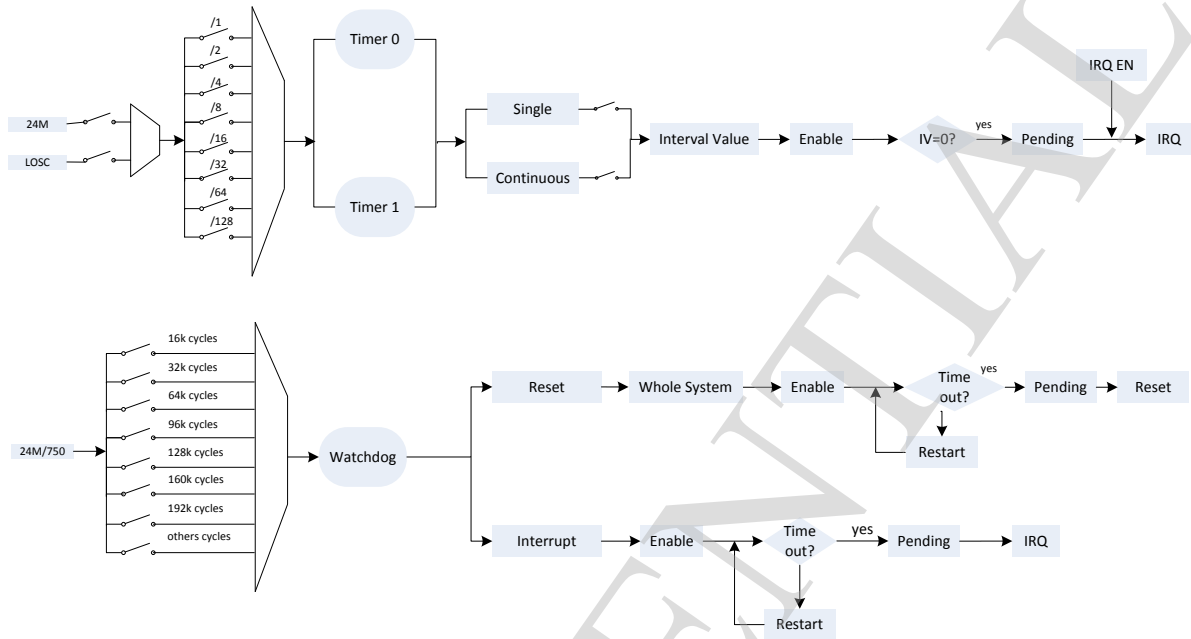 /1
/2
/4
/8
/16
/32
/64
/128
24M
LOSC
Timer 0
Timer 1
Single
Continuous
Interval Value
Enable
IV=0?
yes
Pending
IRQ EN
IRQ
16k cycles
32k cycles
64k cycles
96k cycles
128k cycles
160k cycles
192k cycles
others cycles
24M/750
Watchdog
Reset
Whole System
Enable
Time
out?
yes
Pending
Reset
Restart
Interrupt
Enable
Time
out?
yes
Pending
IRQ
Restart
ENTIAL